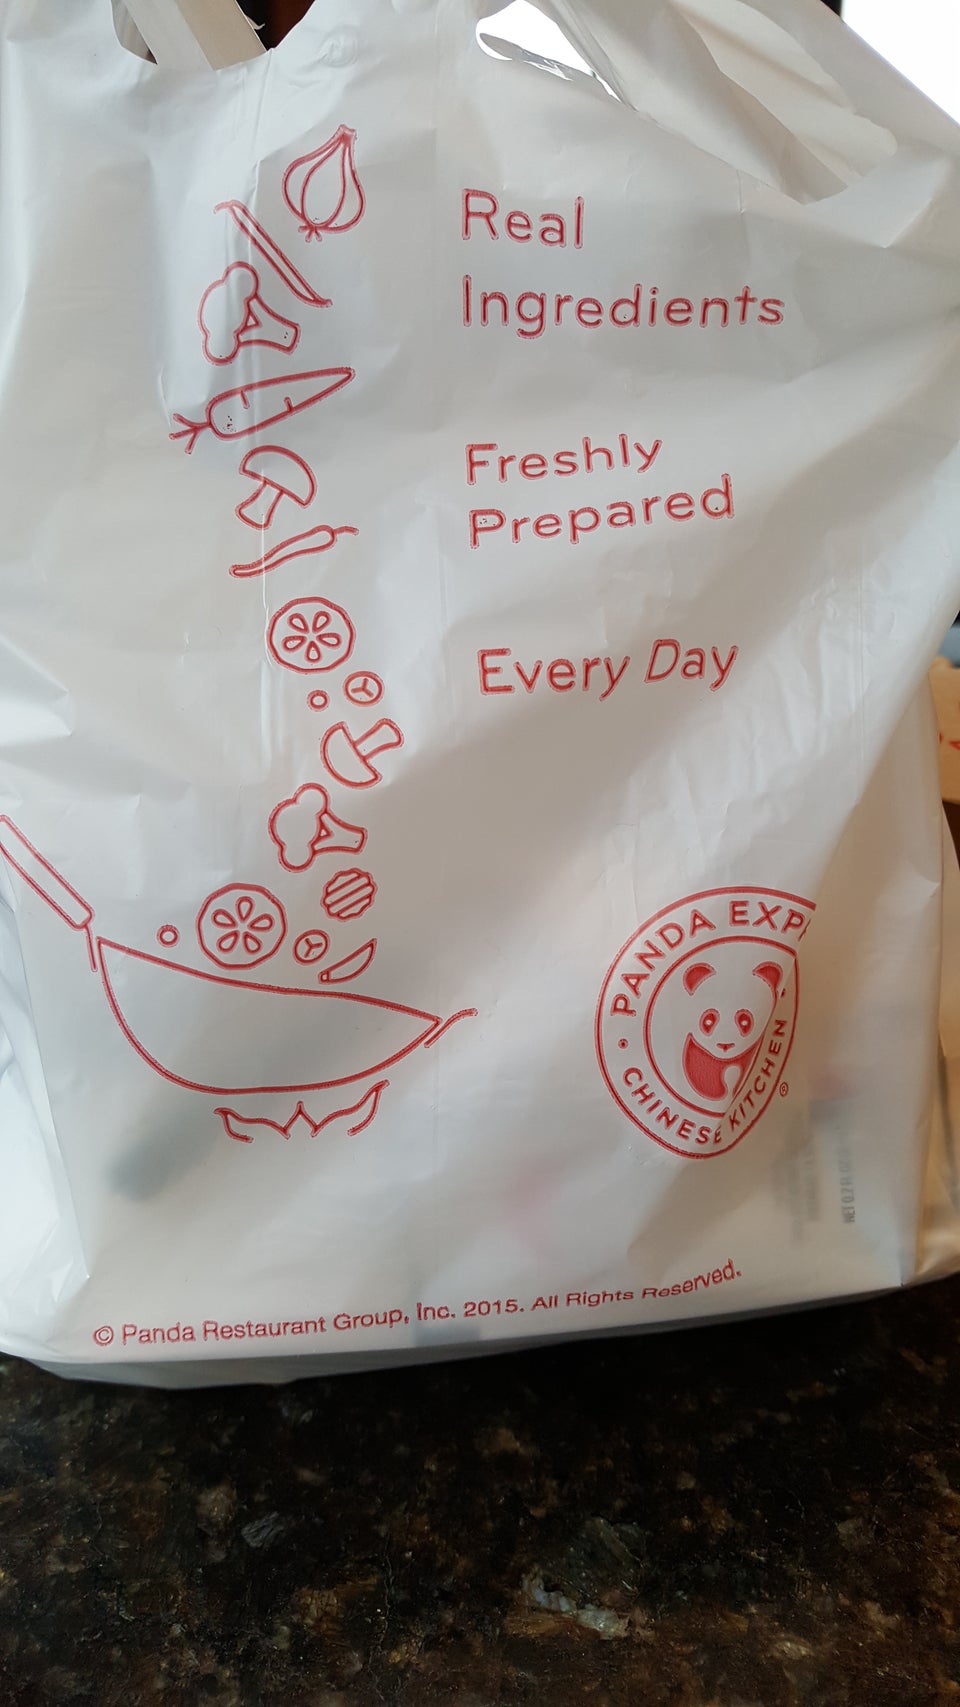 Real
Ingredients
Freshly
Prepared
Every Day
PANDA EXP
CHINESE KITCHEN
®
© Panda Restaurant Group, Inc. 2015. All Rights Reserved.